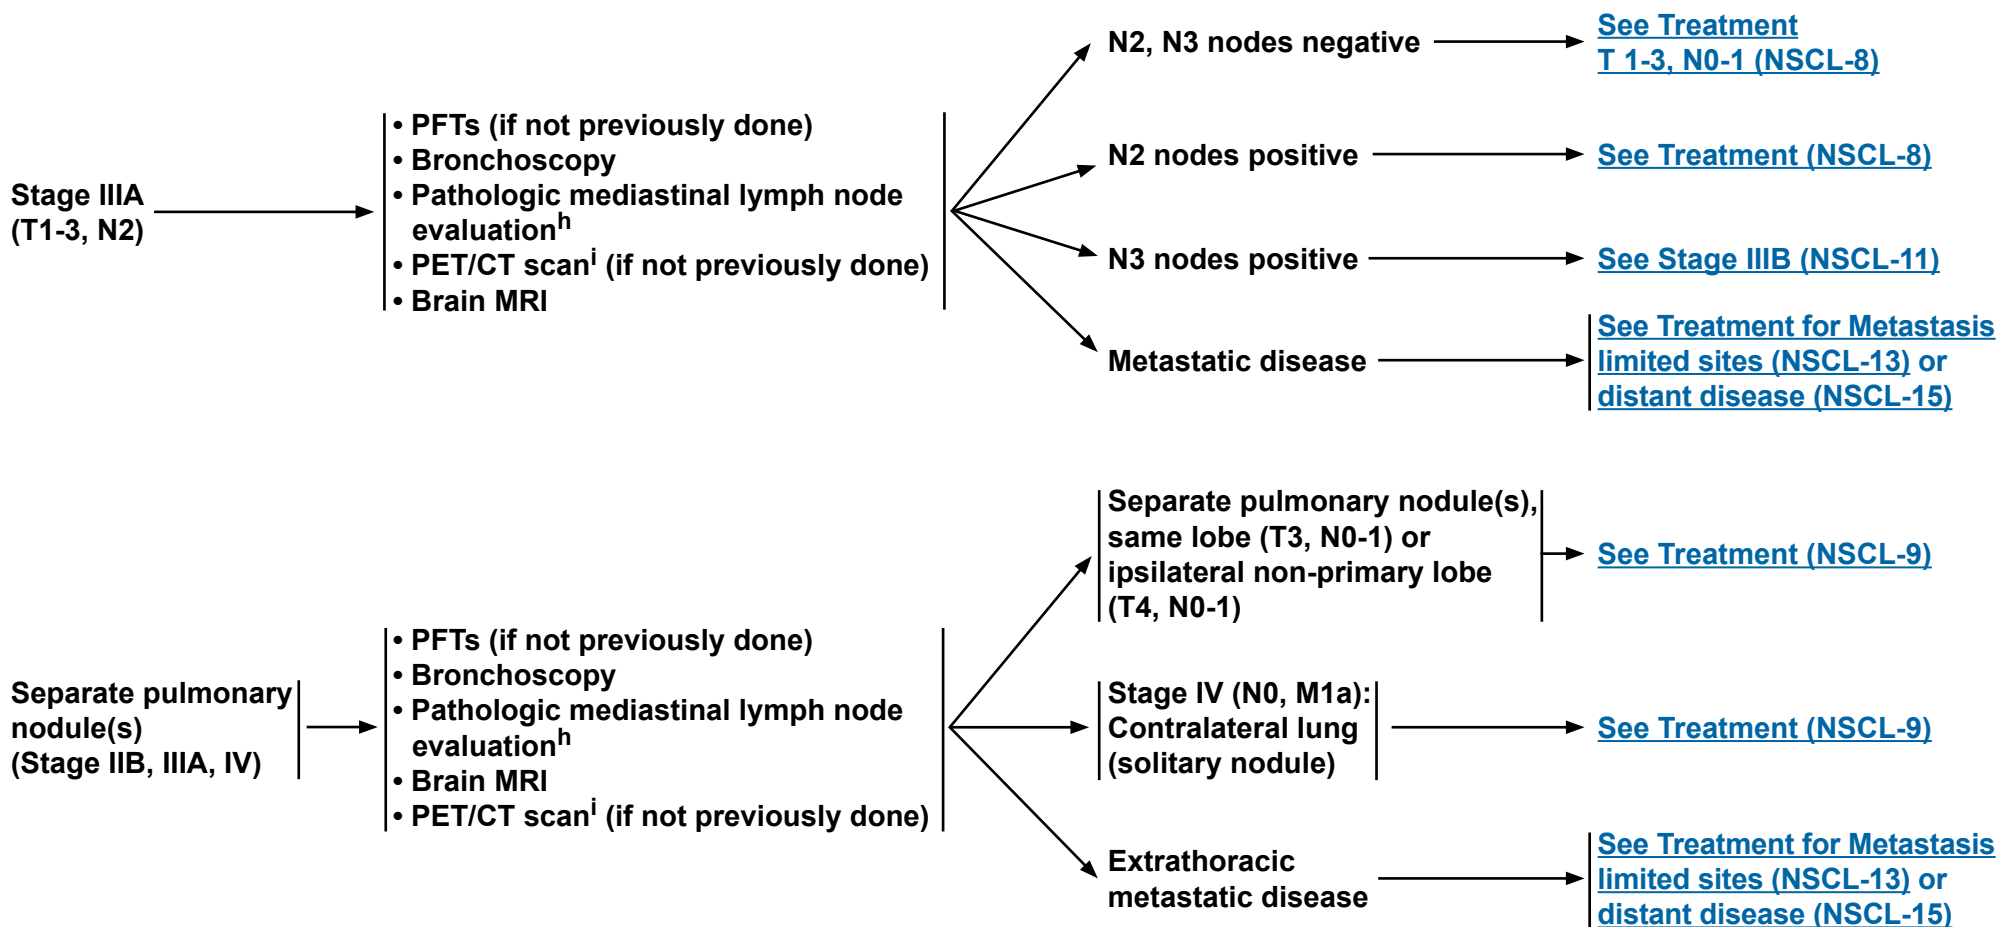 Stage IIIA
(T1-3, N2)
• PFTs (if not previously done)
• Bronchoscopy
• Pathologic mediastinal lymph node
evaluationh
• PET/CT scani (if not previously done)
• Brain MRI
N2, N3 nodes negative
See Treatment
T 1-3, N0-1 (NSCL-8)
N2 nodes positive
See Treatment (NSCL-8)
N3 nodes positive
See Stage IIIB (NSCL-11)
Metastatic disease
See Treatment for Metastasis
limited sites (NSCL-13) or
distant disease (NSCL-15)
Separate pulmonary
nodule(s)
(Stage IIB, IIIA, IV)
• PFTs (if not previously done)
• Bronchoscopy
• Pathologic mediastinal lymph node
evaluationh
• Brain MRI
• PET/CT scani (if not previously done)
Separate pulmonary nodule(s),
same lobe (T3, N0-1) or
ipsilateral non-primary lobe
(T4, N0-1)
See Treatment (NSCL-9)
Stage IV (N0, M1a):
Contralateral lung
(solitary nodule)
See Treatment (NSCL-9)
Extrathoracic
metastatic disease
See Treatment for Metastasis
limited sites (NSCL-13) or
distant disease (NSCL-15)